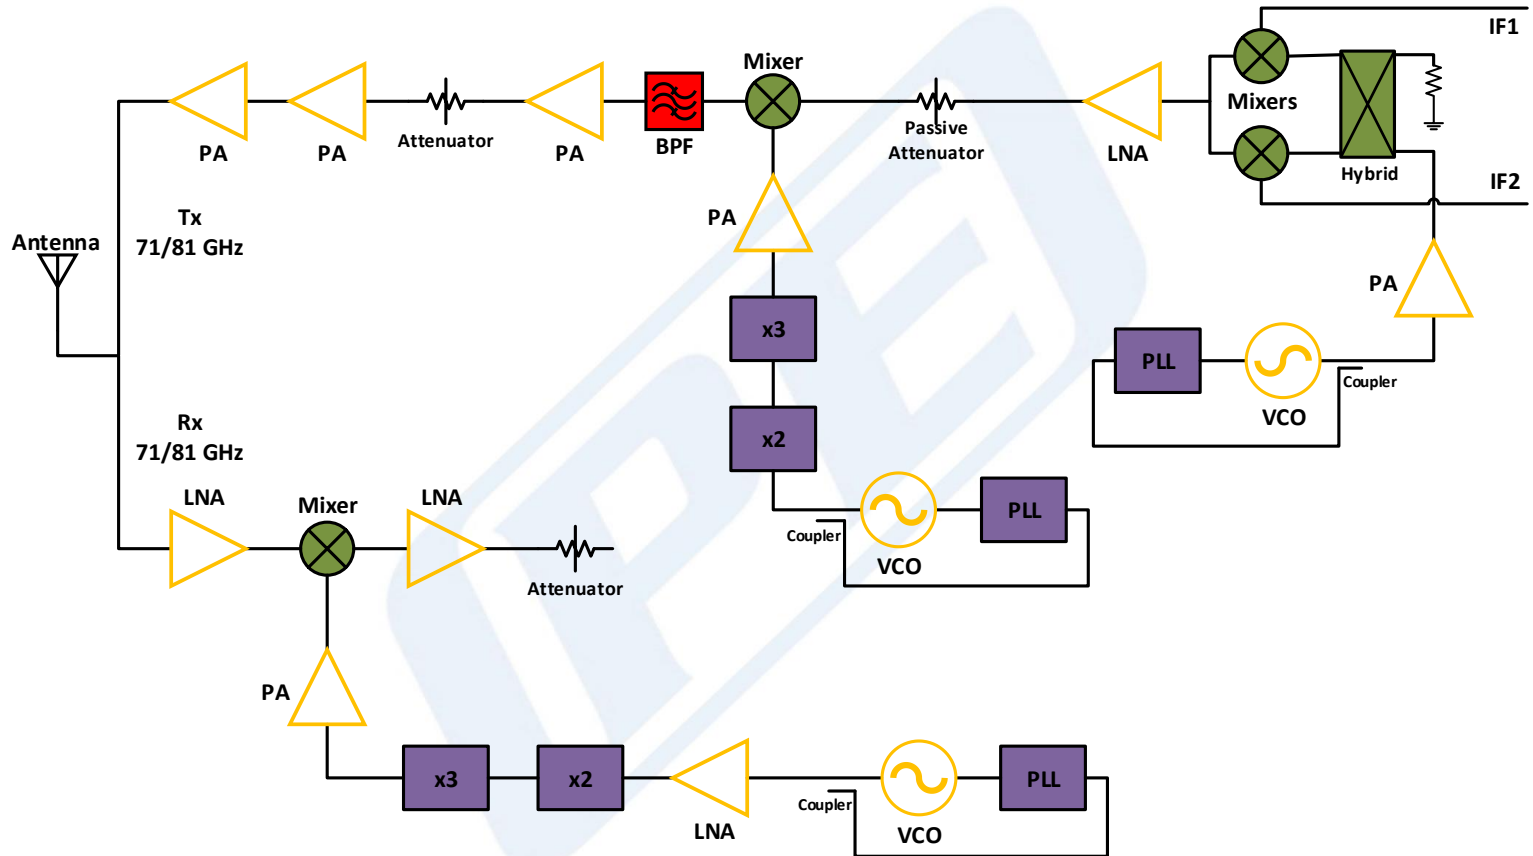 IF1
Mixer
Mixers
PA
PA
Attenuator
PA
BPF
Passive
Attenuator
LNA
Hybrid
IF2
Tx
71/81 GHz
Antenna
PA
PA
x3
PLL
Coupler
VCO
x2
Rx
71/81 GHz
LNA
Mixer
LNA
Attenuator
Coupler
VCO
PLL
PA
x3
x2
LNA
Coupler
VCO
PLL
PE